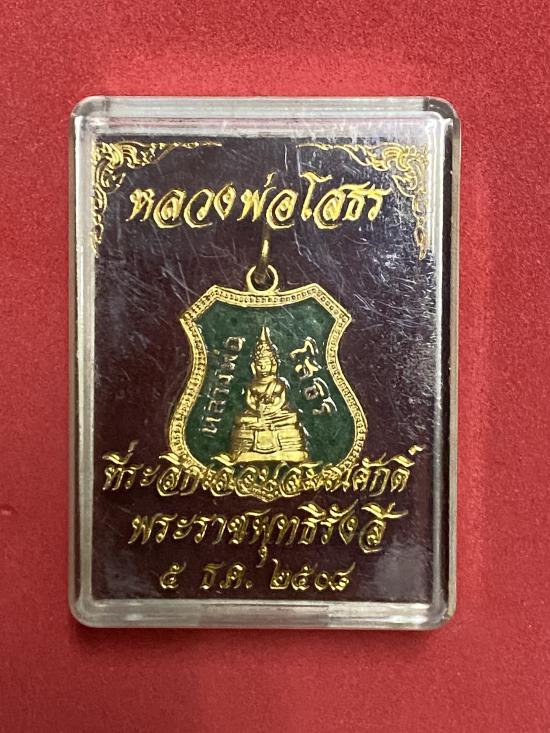 หลวงพ่อโสธร
หลวงพ่อ
โสธร
ที่ระลึกเลื่อนสมณศักดิ์
พระราชพุทธิรังสี
๕ ธ.ค. ๒๕๐๘